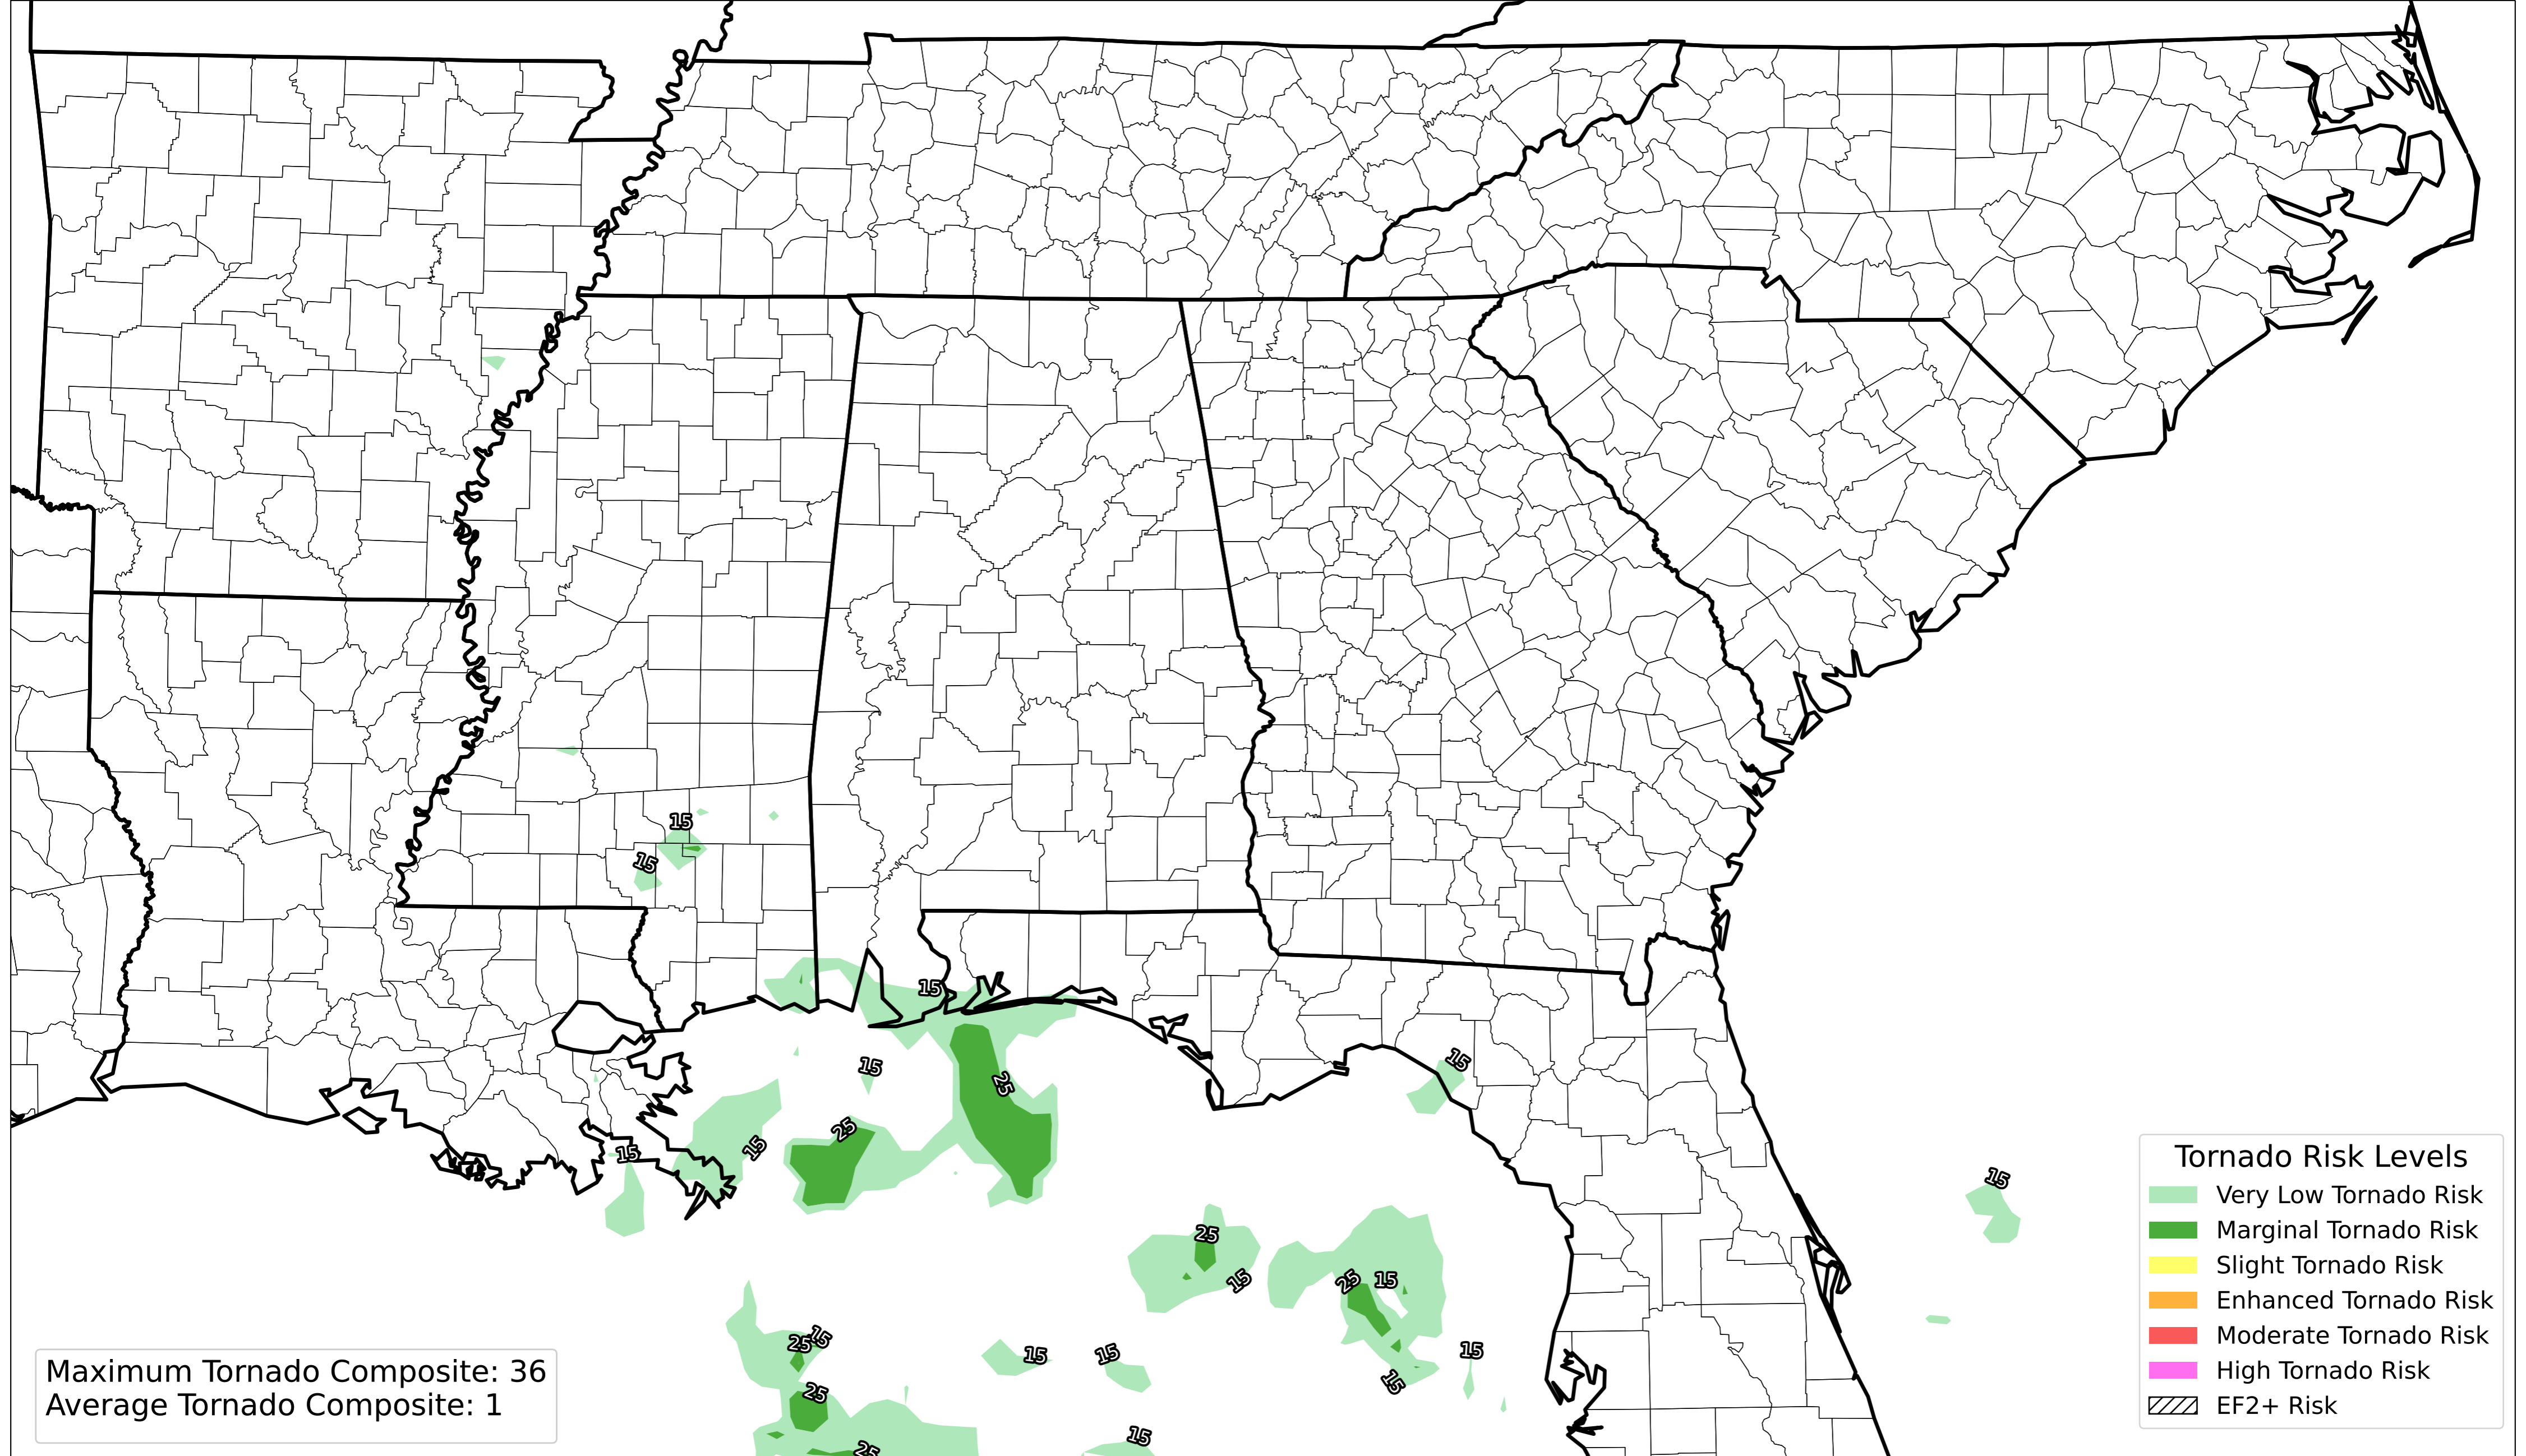 15
15
15
15
25
15
25
15
15
15
25
15
25
15
15
25
15
15
15
25
15
15
25
Tornado Risk Levels
Very Low Tornado Risk
Marginal Tornado Risk
Slight Tornado Risk
Enhanced Tornado Risk
Moderate Tornado Risk
High Tornado Risk
EF2+ Risk
Maximum Tornado Composite: 36
Average Tornado Composite: 1